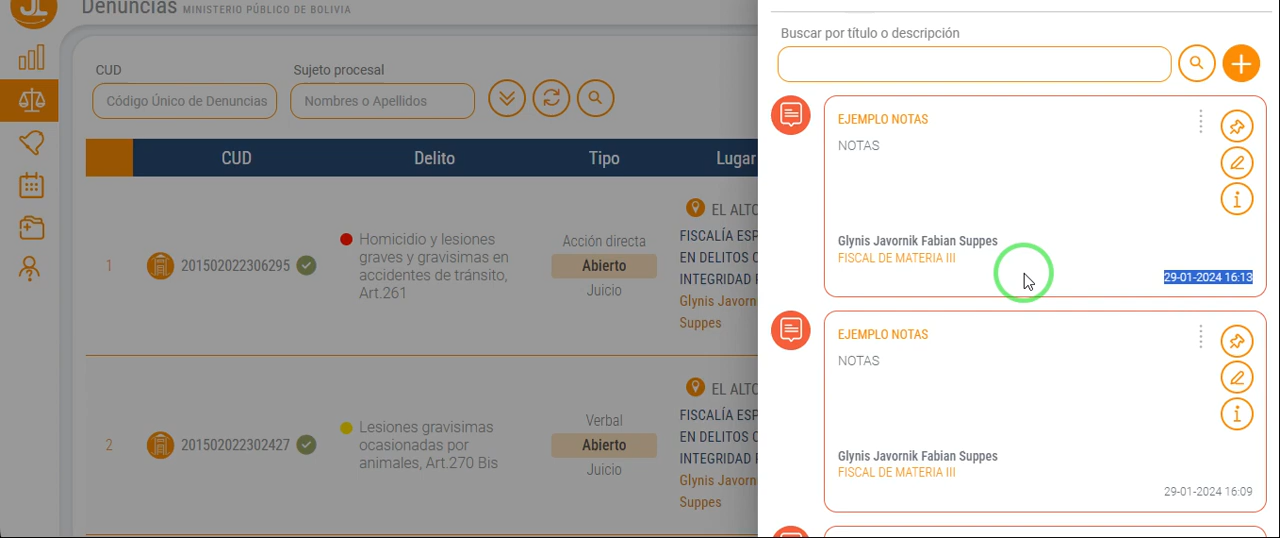 JL
Denuncias MINISTERIO PÚBLICO DE BOLIVIA
CUD
Sujeto procesal
Código Único de Denuncias
Nombres o Apellidos
CUD
Delito
Tipo
Lugar
1
201502022306295
Homicidio y lesiones
graves y gravisimas en
accidentes de tránsito,
Art.261
Acción directa
Abierto
Juicio
EL ALTO
FISCALÍA ESP
EN DELITOS C
INTEGRIDAD F
Glynis Javorn
Suppes
2
201502022302427
Lesiones gravisimas
ocasionadas por
animales, Art.270 Bis
Verbal
Abierto
Juicio
EL ALTO
FISCALÍA ESP
EN DELITOS C
INTEGRIDAD F
Glynis Javorn
Suppes
Buscar por título o descripción
EJEMPLO NOTAS
NOTAS
Glynis Javornik Fabian Suppes
FISCAL DE MATERIA III
29-01-2024 16:13
EJEMPLO NOTAS
NOTAS
Glynis Javornik Fabian Suppes
FISCAL DE MATERIA III
29-01-2024 16:09